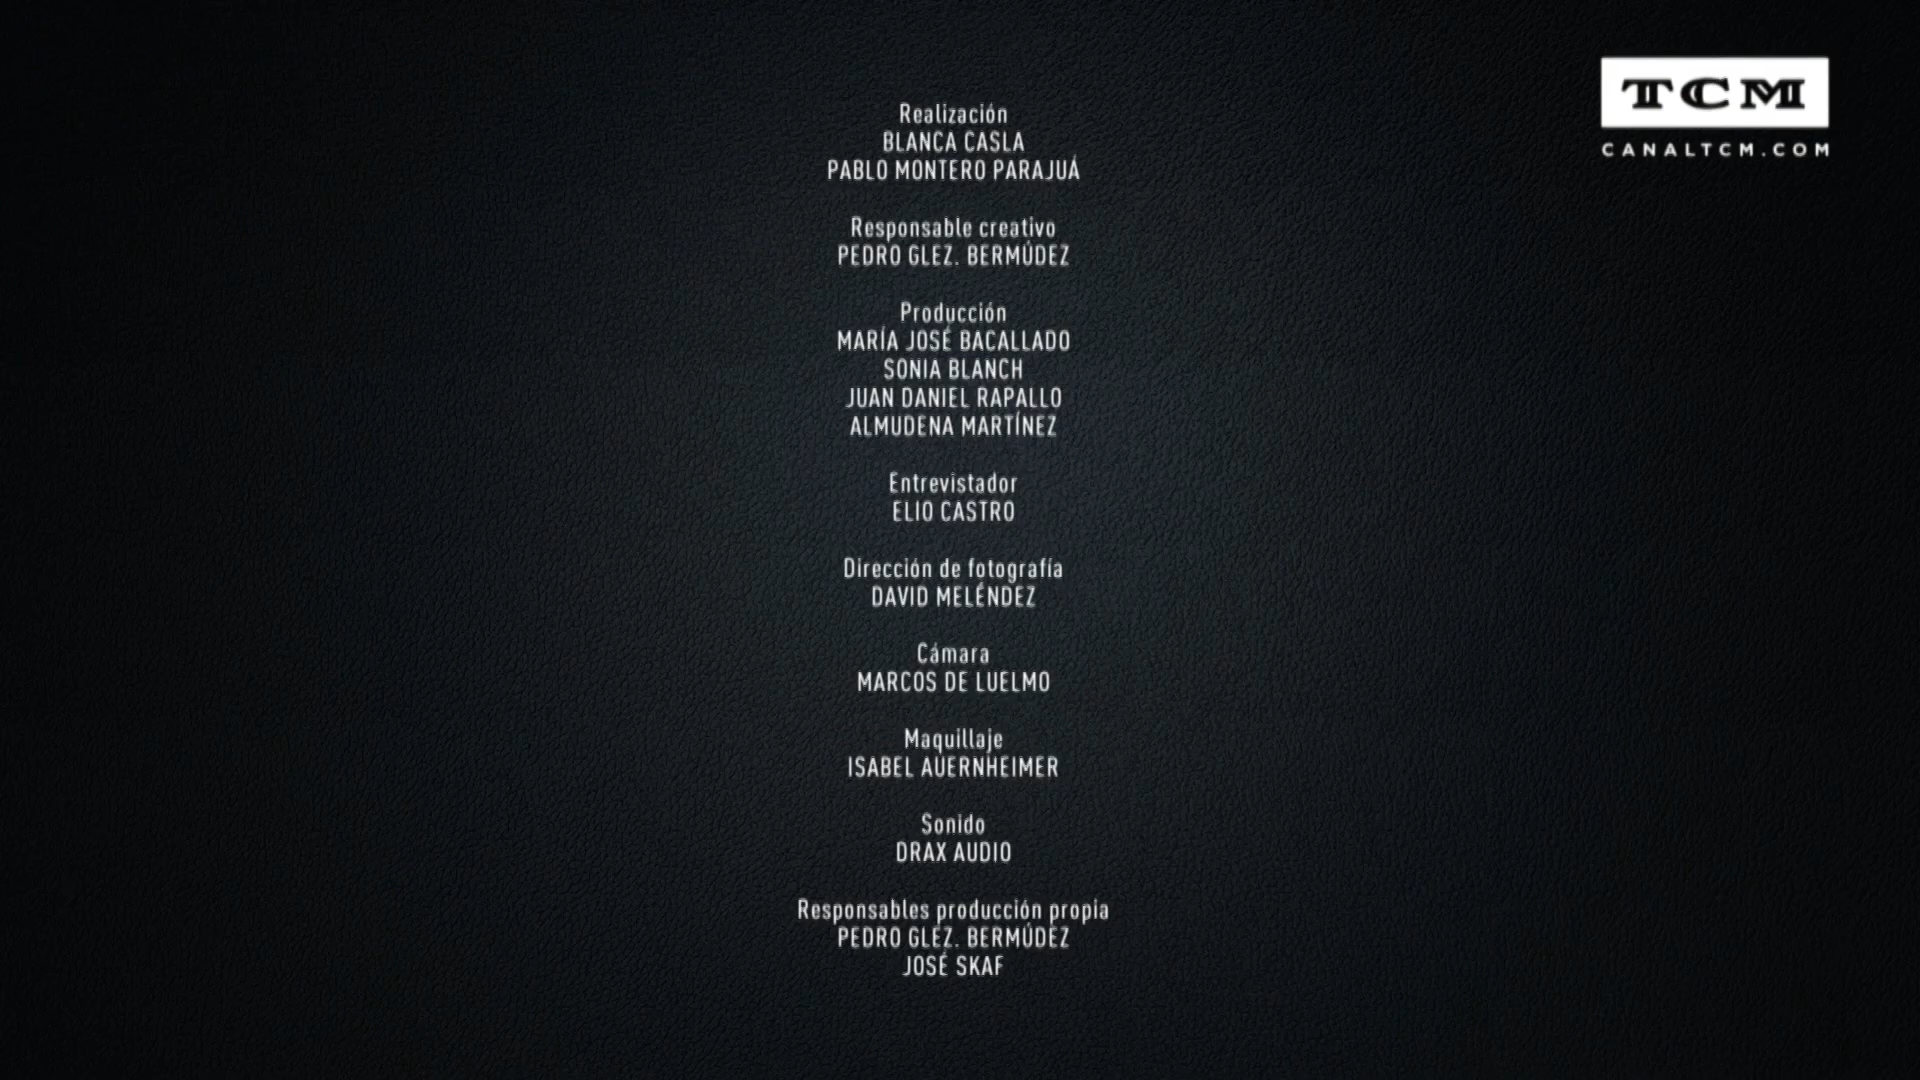 TCM
CANALTCM.COM
Realización
BLANCA CASLA
PABLO MONTERO PARAJUÁ
Responsable creativo
PEDRO GLEZ. BERMÚDEZ
Producción
MARÍA JOSÉ BACALLADO
SONIA BLANCH
JUAN DANIEL RAPALLO
ALMUDENA MARTÍNEZ
Entrevistador
ELIO CASTRO
Dirección de fotografía
DAVID MELÉNDEZ
Cámara
MARCOS DE LUELMO
Maquillaje
ISABEL AUERNHEIMER
Sonido
DRAX AUDIO
Responsables producción propia
PEDRO GLEZ. BERMÚDEZ
JOSÉ SKAF